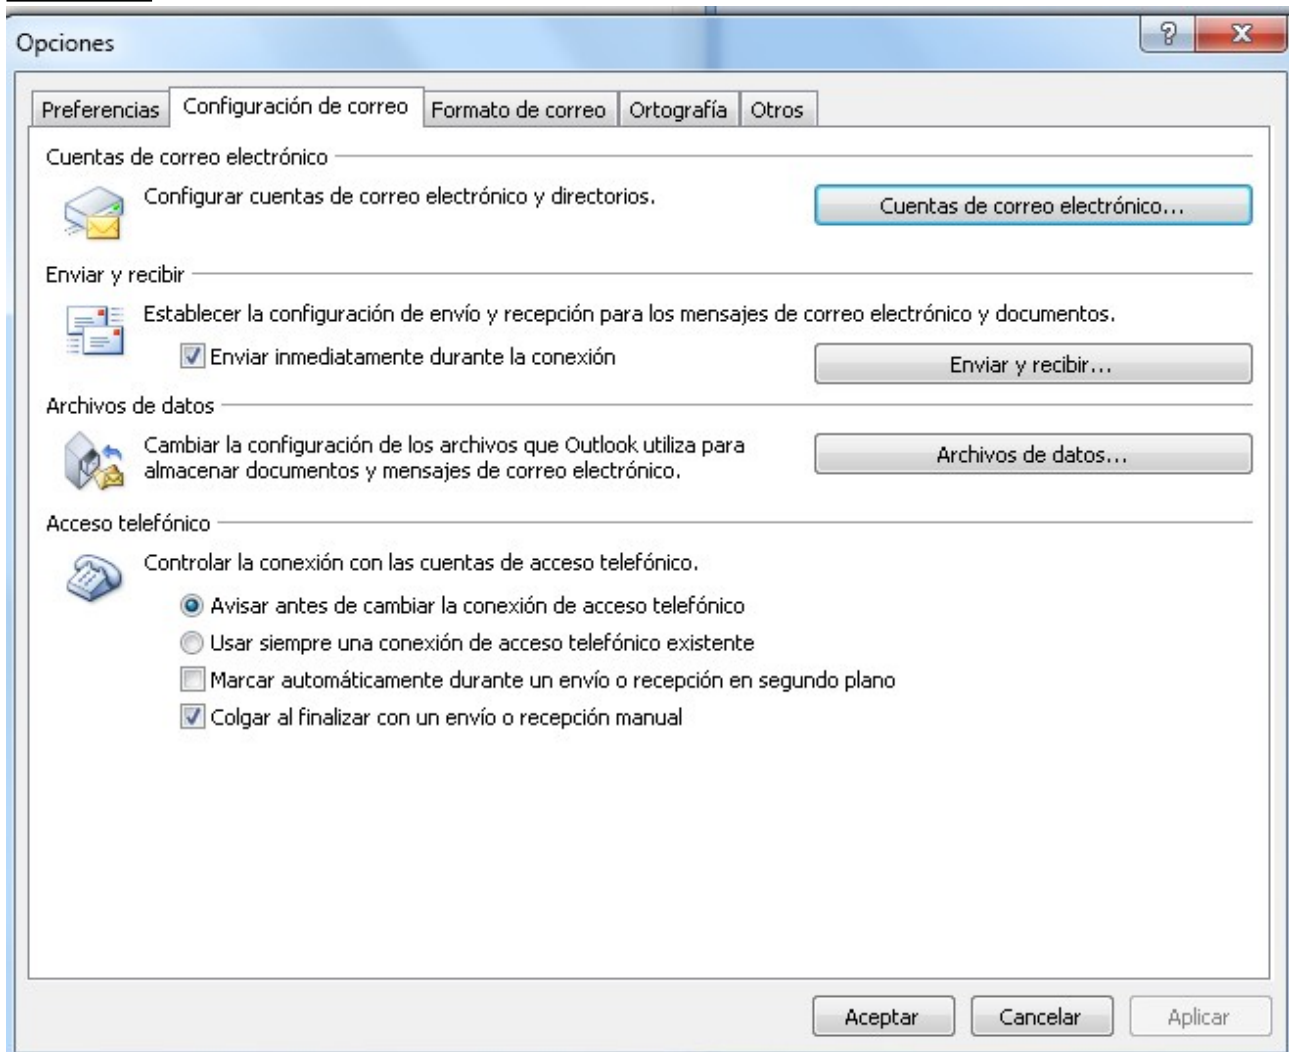 Opciones
Preferencias Configuración de correo Formato de correo Ortografía Otros
Cuentas de correo electrónico
Configurar cuentas de correo electrónico y directorios.
Cuentas de correo electrónico...
Enviar y recibir
Establecer la configuración de envío y recepción para los mensajes de correo electrónico y documentos.
Enviar inmediatamente durante la conexión
Enviar y recibir...
Archivos de datos
Cambiar la configuración de los archivos que Outlook utiliza para
almacenar documentos y mensajes de correo electrónico.
Archivos de datos...
Acceso telefónico
Controlar la conexión con las cuentas de acceso telefónico.
Avisar antes de cambiar la conexión de acceso telefónico
Usar siempre una conexión de acceso telefónico existente
Marcar automáticamente durante un envío o recepción en segundo plano
Colgar al finalizar con un envío o recepción manual
Aceptar Cancelar Aplicar